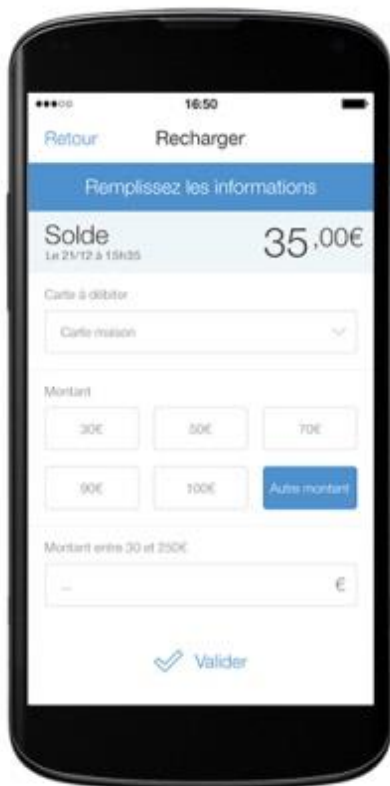 16:50
Retour Recharger
Remplissez les informations
Solde 35,00€
Le 21/12 à 15h35
Carte à débiter
Carte maison
Montant
30€ 50€ 70€
90€ 100€ Autre montant
Montant entre 30 et 250€
... €
Valider